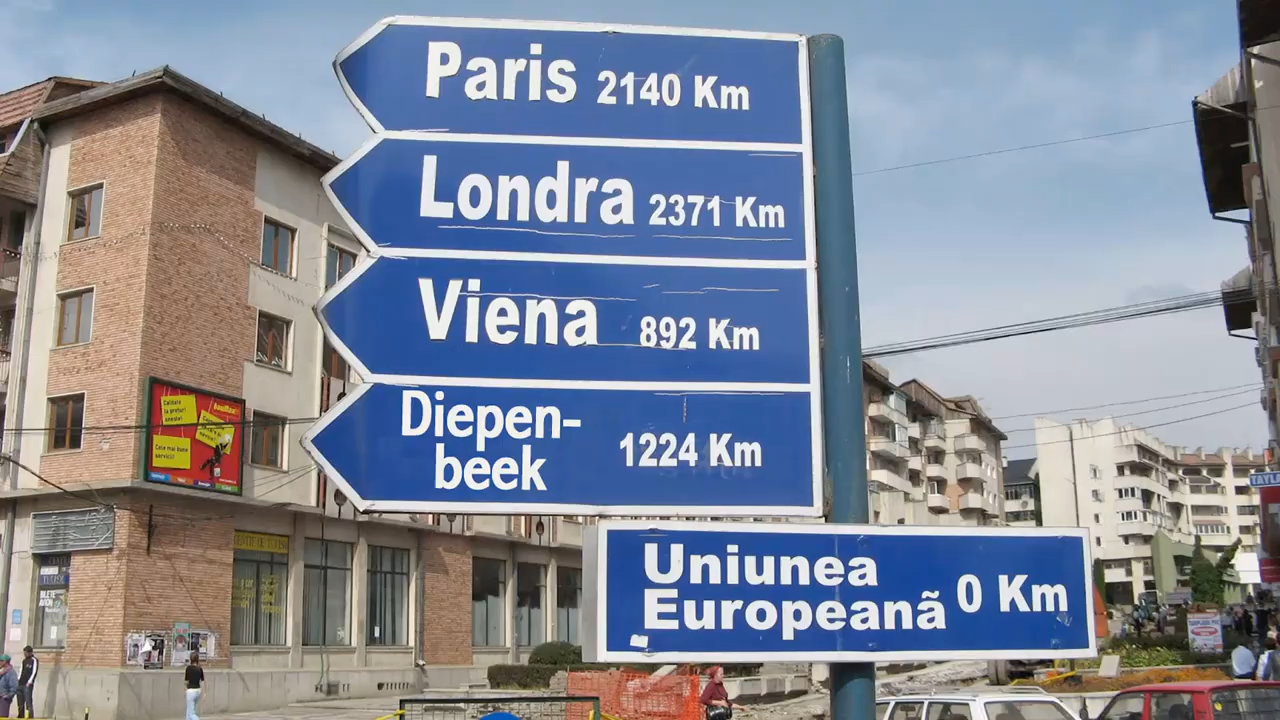 Paris 2140 Km
Londra 2371 Km
Viena 892 Km
Diepen-
beek 1224 Km
Uniunea
Europeanã 0 Km